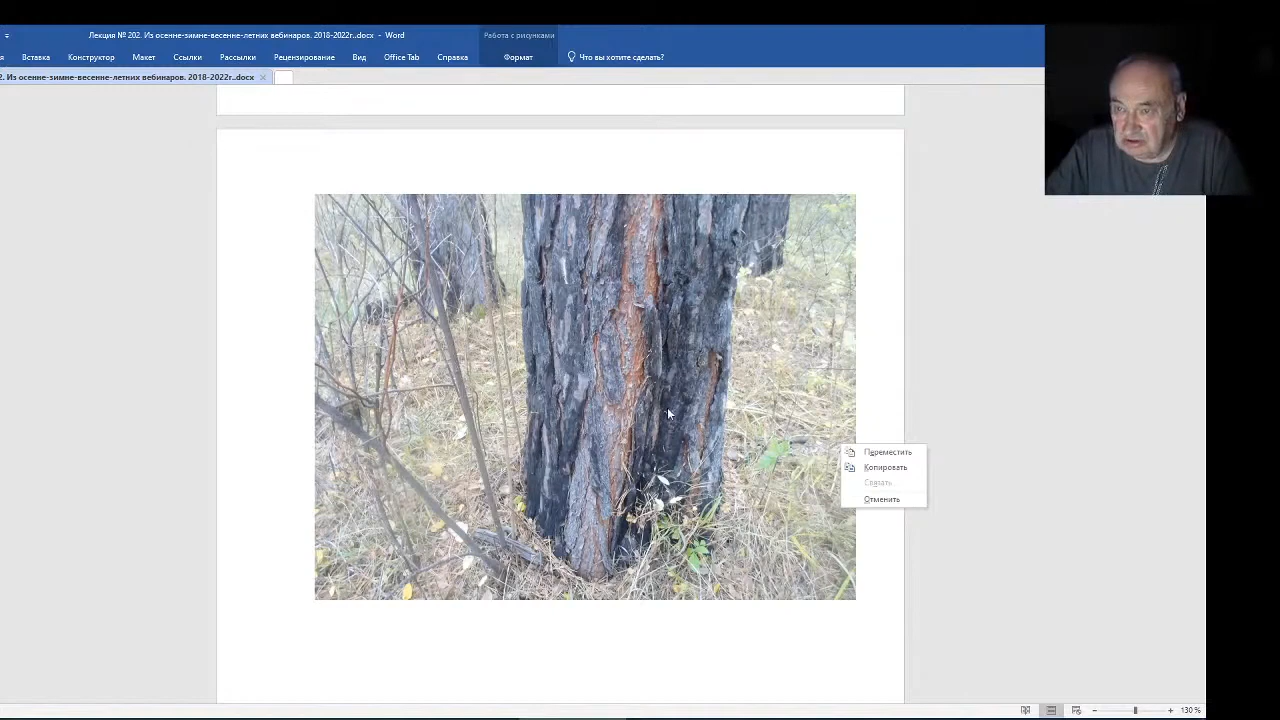 Лекция № 202. Из осенне-зимне-весенне-летних вебинаров. 2018-2022г..docx - Word
Работа с рисунками
Вставка Конструктор Макет Ссылки Рассылки Рецензирование Вид Office Tab Справка Формат Что вы хотите сделать?
2. Из осенне-зимне-весенне-летних вебинаров. 2018-2022г..docx
Переместить
Копировать
Связать
Отменить
130 %